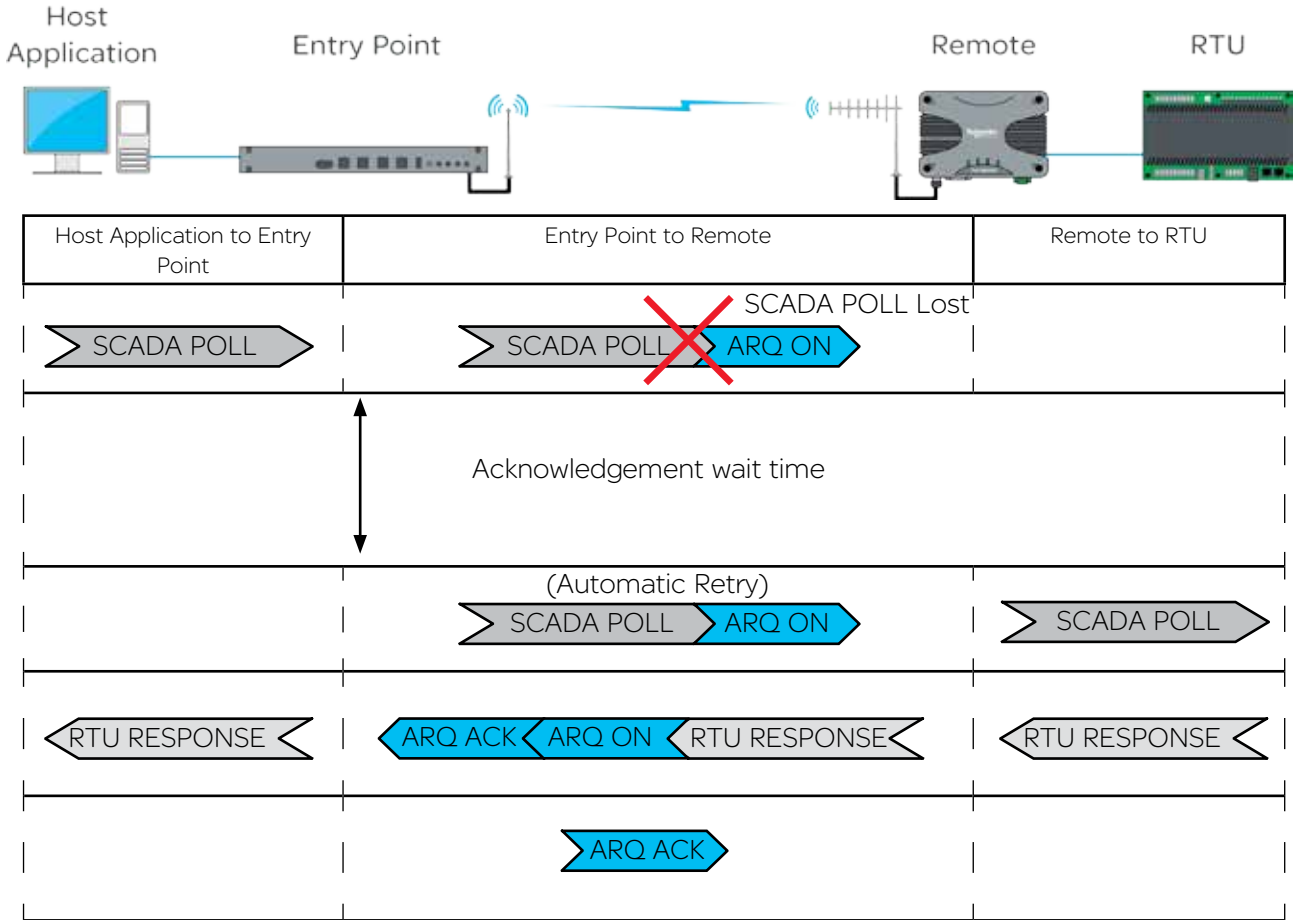 Host
Application
Entry Point
Remote
RTU
Host Application to Entry
Point
Entry Point to Remote
Remote to RTU
SCADA POLL Lost
SCADA POLL
SCADA POLL
ARQ ON
Acknowledgement wait time
(Automatic Retry)
SCADA POLL
ARQ ON
SCADA POLL
RTU RESPONSE
ARQ ACK
ARQ ON
RTU RESPONSE
RTU RESPONSE
ARQ ACK